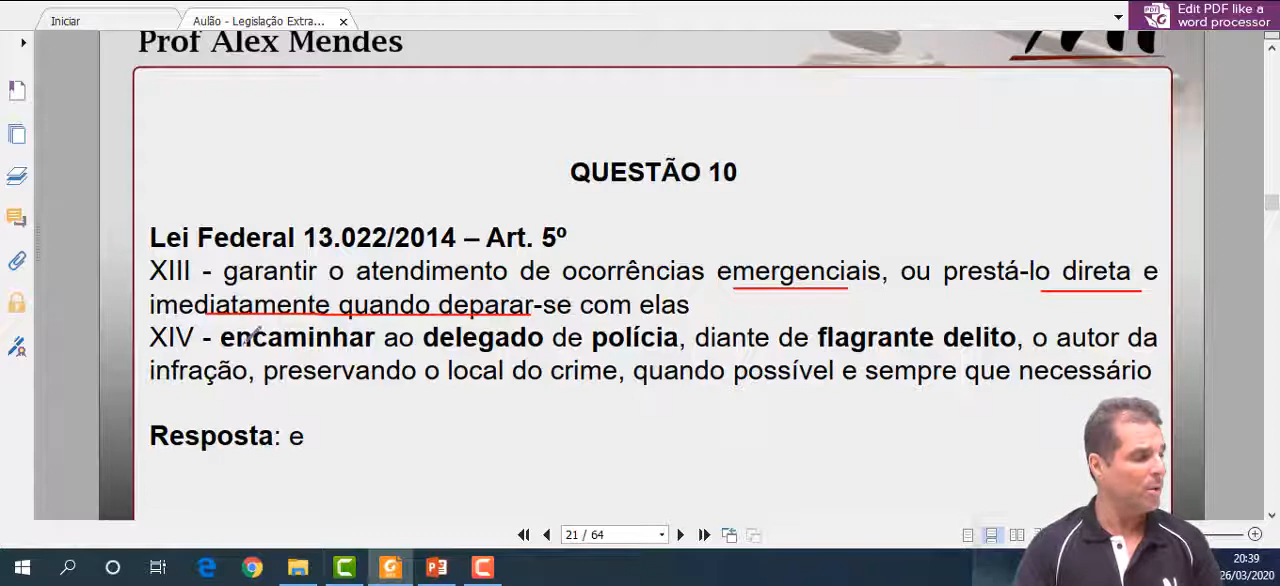 Iniciar
Aulão - Legislação Extra...
Edit PDF like a
word processor
Prof Alex Mendes
QUESTÃO 10
Lei Federal 13.022/2014 – Art. 5º
XIII - garantir o atendimento de ocorrências emergenciais, ou prestá-lo direta e
imediatamente quando deparar-se com elas
XIV - encaminhar ao delegado de polícia, diante de flagrante delito, o autor da
infração, preservando o local do crime, quando possível e sempre que necessário
Resposta: e
21 / 64
20:39
26/03/2020